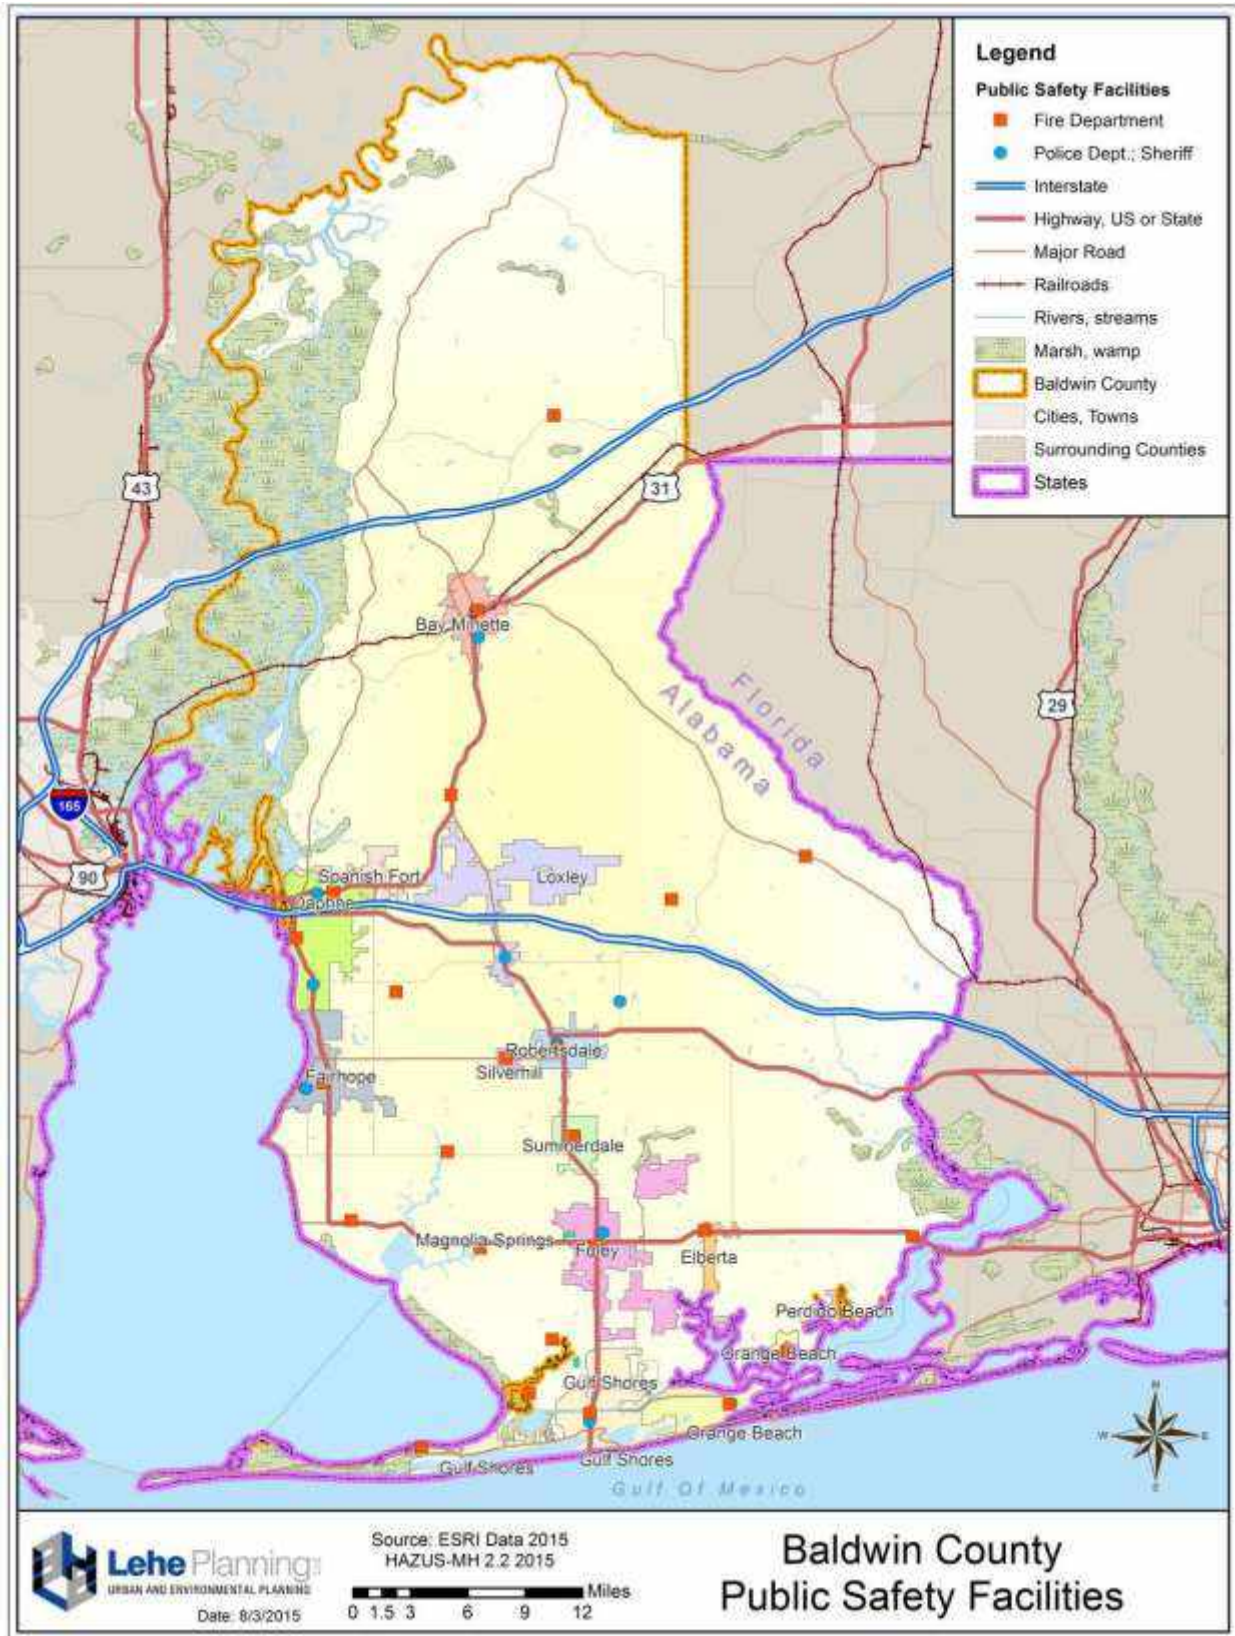 Legend
Public Safety Facilities
Fire Department
Police Dept.; Sheriff
Interstate
Highway, US or State
Major Road
Railroads
Rivers, streams
Marsh, wamp
Baldwin County
Cities, Towns
Surrounding Counties
States
43
31
Bay Minette
Florida
Alabama
29
165
90
Spanish Fort
Loxley
Daphne
Robertsdale
Silverhill
Fairhope
Summerdale
Magnolia Springs
Foley
Elberta
Perdido Beach
Orange Beach
Gulf Shores
Orange Beach
Gulf Shores
Gulf Shores
Gulf Of Mexico
N
W
E
Lehe Planning
URBAN AND ENVIRONMENTAL PLANNING
Date: 8/3/2015
Source: ESRI Data 2015
HAZUS-MH 2.2 2015
Miles
0 1.5 3 6 9 12
Baldwin County
Public Safety Facilities